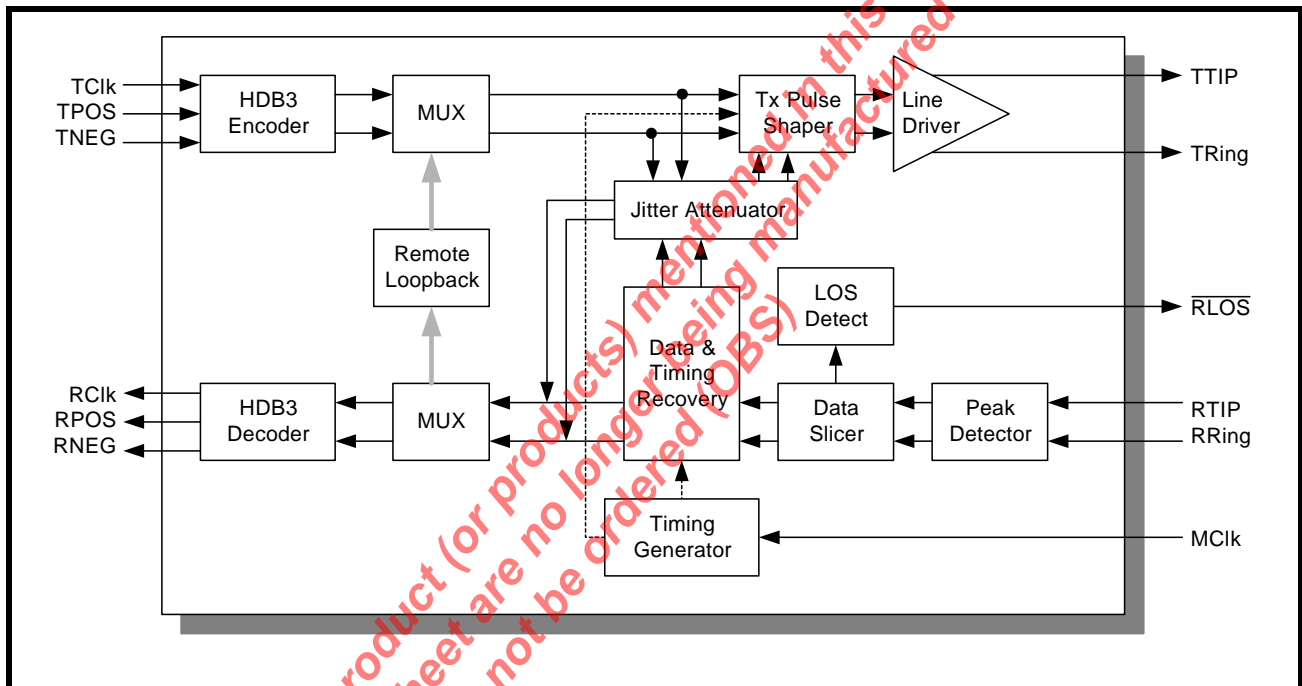 TClk
TPOS
TNEG
HDB3
Encoder
MUX
Tx Pulse
Shaper
Line
Driver
TTIP
TRing
Jitter Attenuator
Remote
Loopback
LOS
Detect
RLOS
Data &
Timing
Recovery
RClk
RPOS
RNEG
HDB3
Decoder
MUX
Data
Slicer
Peak
Detector
RTIP
RRing
Timing
Generator
MClk
roduct (or products) mentioned in this
heet are no longer being manufactured
not be ordered (OBS)